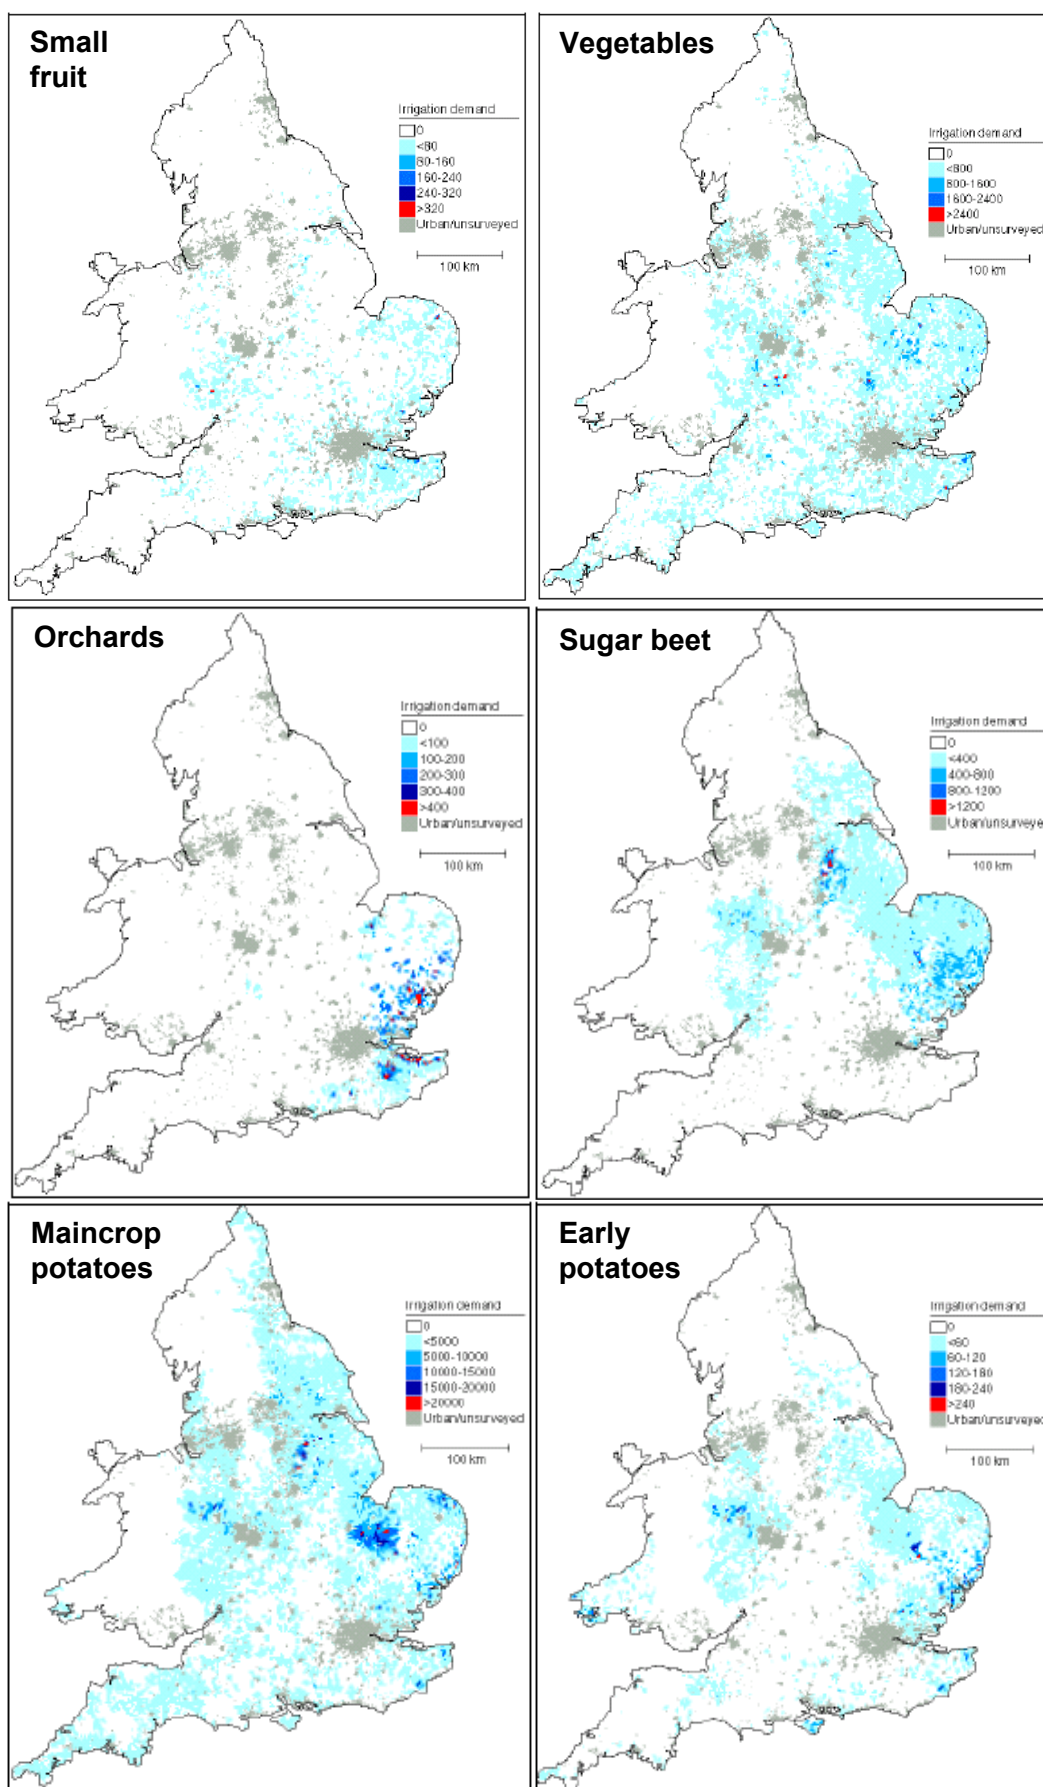 Small
fruit
Irrigation demand
0
<80
80-160
160-240
240-320
>320
Urban/unsurveyed
100 km
Vegetables
Irrigation demand
0
<800
800-1600
1600-2400
>2400
Urban/unsurveyed
100 km
Orchards
Irrigation demand
0
<100
100-200
200-300
300-400
>400
Urban/unsurveyed
100 km
Sugar beet
Irrigation demand
0
<400
400-800
800-1200
>1200
Urban/unsurveyed
100 km
Maincrop
potatoes
Irrigation demand
0
<5000
5000-10000
10000-15000
15000-20000
>20000
Urban/unsurveyed
100 km
Early
potatoes
Irrigation demand
0
<60
60-120
120-180
180-240
>240
Urban/unsurveyed
100 km